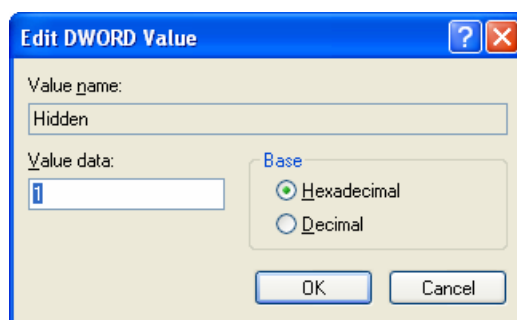 Edit DWORD Value
Value name:
Hidden
Value data:
1
Base
Hexadecimal
Decimal
OK
Cancel